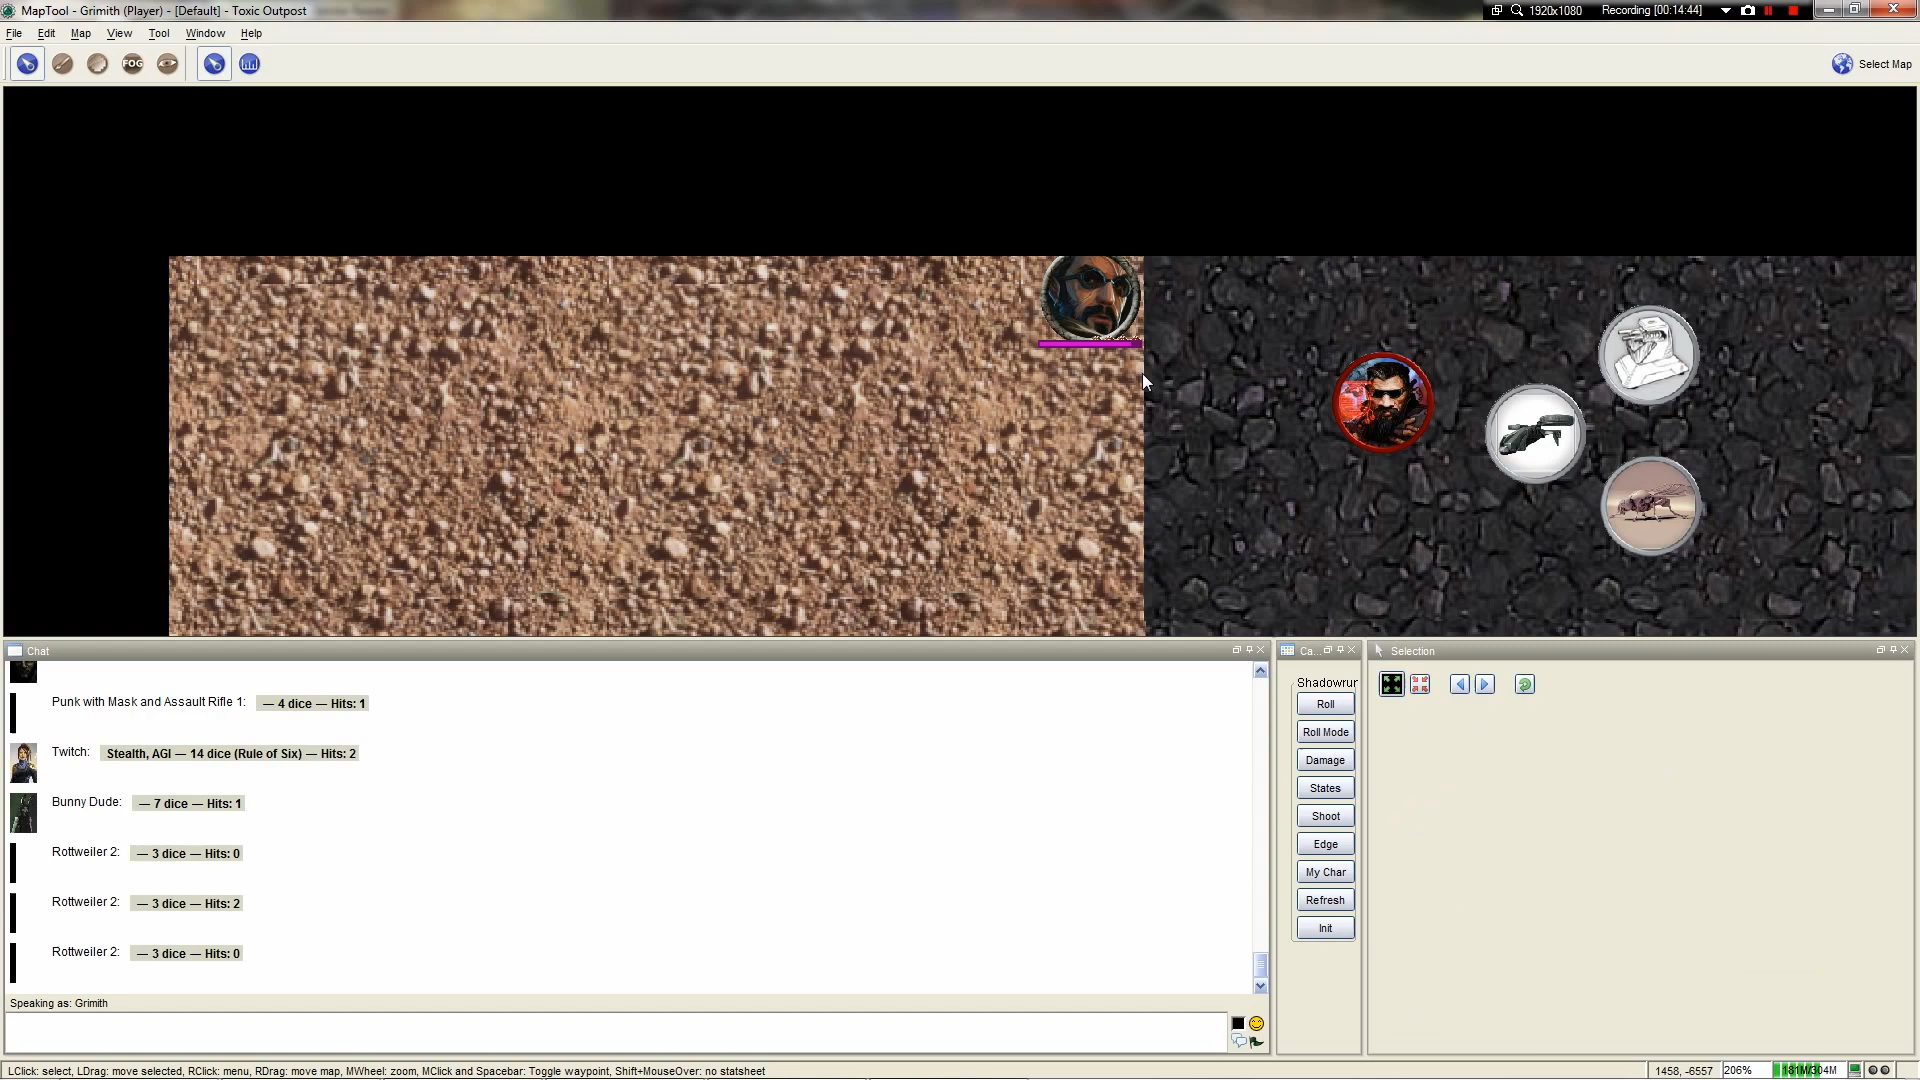 MapTool - Grimith (Player) - [Default] - Toxic Outpost
1920x1080
Recording [00:14:44]
File Edit Map View Tool Window Help
FOG
Select Map
Chat
Punk with Mask and Assault Rifle 1: — 4 dice — Hits: 1
Twitch: Stealth, AGI — 14 dice (Rule of Six) — Hits: 2
Bunny Dude: — 7 dice — Hits: 1
Rottweiler 2: — 3 dice — Hits: 0
Rottweiler 2: — 3 dice — Hits: 2
Rottweiler 2: — 3 dice — Hits: 0
Speaking as: Grimith
Ca...
Shadowrur
Roll
Roll Mode
Damage
States
Shoot
Edge
My Char
Refresh
Init
Selection
LClick: select, LDrag: move selected, RClick: menu, RDrag: move map, MWheel: zoom, MClick and Spacebar: Toggle waypoint, Shift+MouseOver: no statsheet
1458, -6557
206%
181M/304M